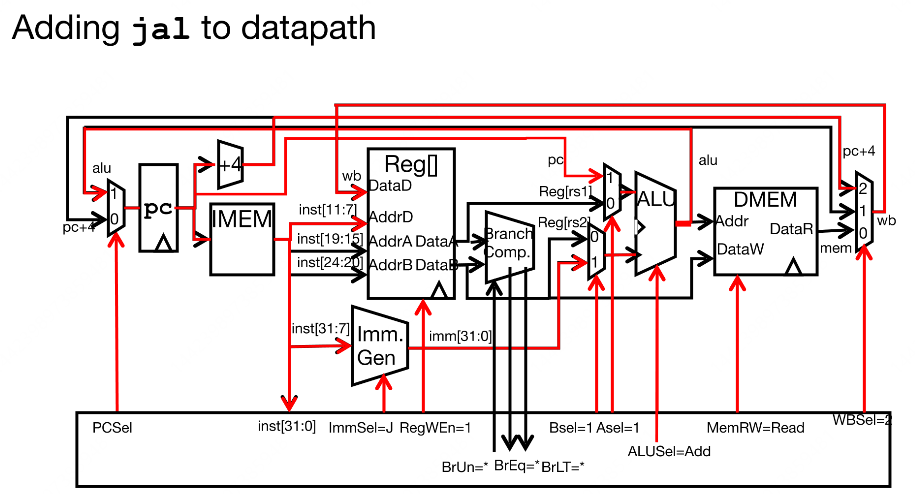 Adding jal to datapath
alu
1
0
pc+4
pc
+4
IMEM
wb
Reg[]
DataD
inst[11:7]
AddrD
inst[19:15]
AddrA DataA
inst[24:20]
AddrB DataB
Branch
Comp.
pc
Reg[rs1]
Reg[rs2]
1
0
0
1
ALU
alu
DMEM
Addr
DataR
DataW
mem
pc+4
2
1
0
wb
inst[31:7]
Imm.
Gen
imm[31:0]
PCSel
inst[31:0]
ImmSel=J
RegWEn=1
BrUn=*
BrEq=*
BrLT=*
Bsel=1
Asel=1
ALUSel=Add
MemRW=Read
WBSel=2